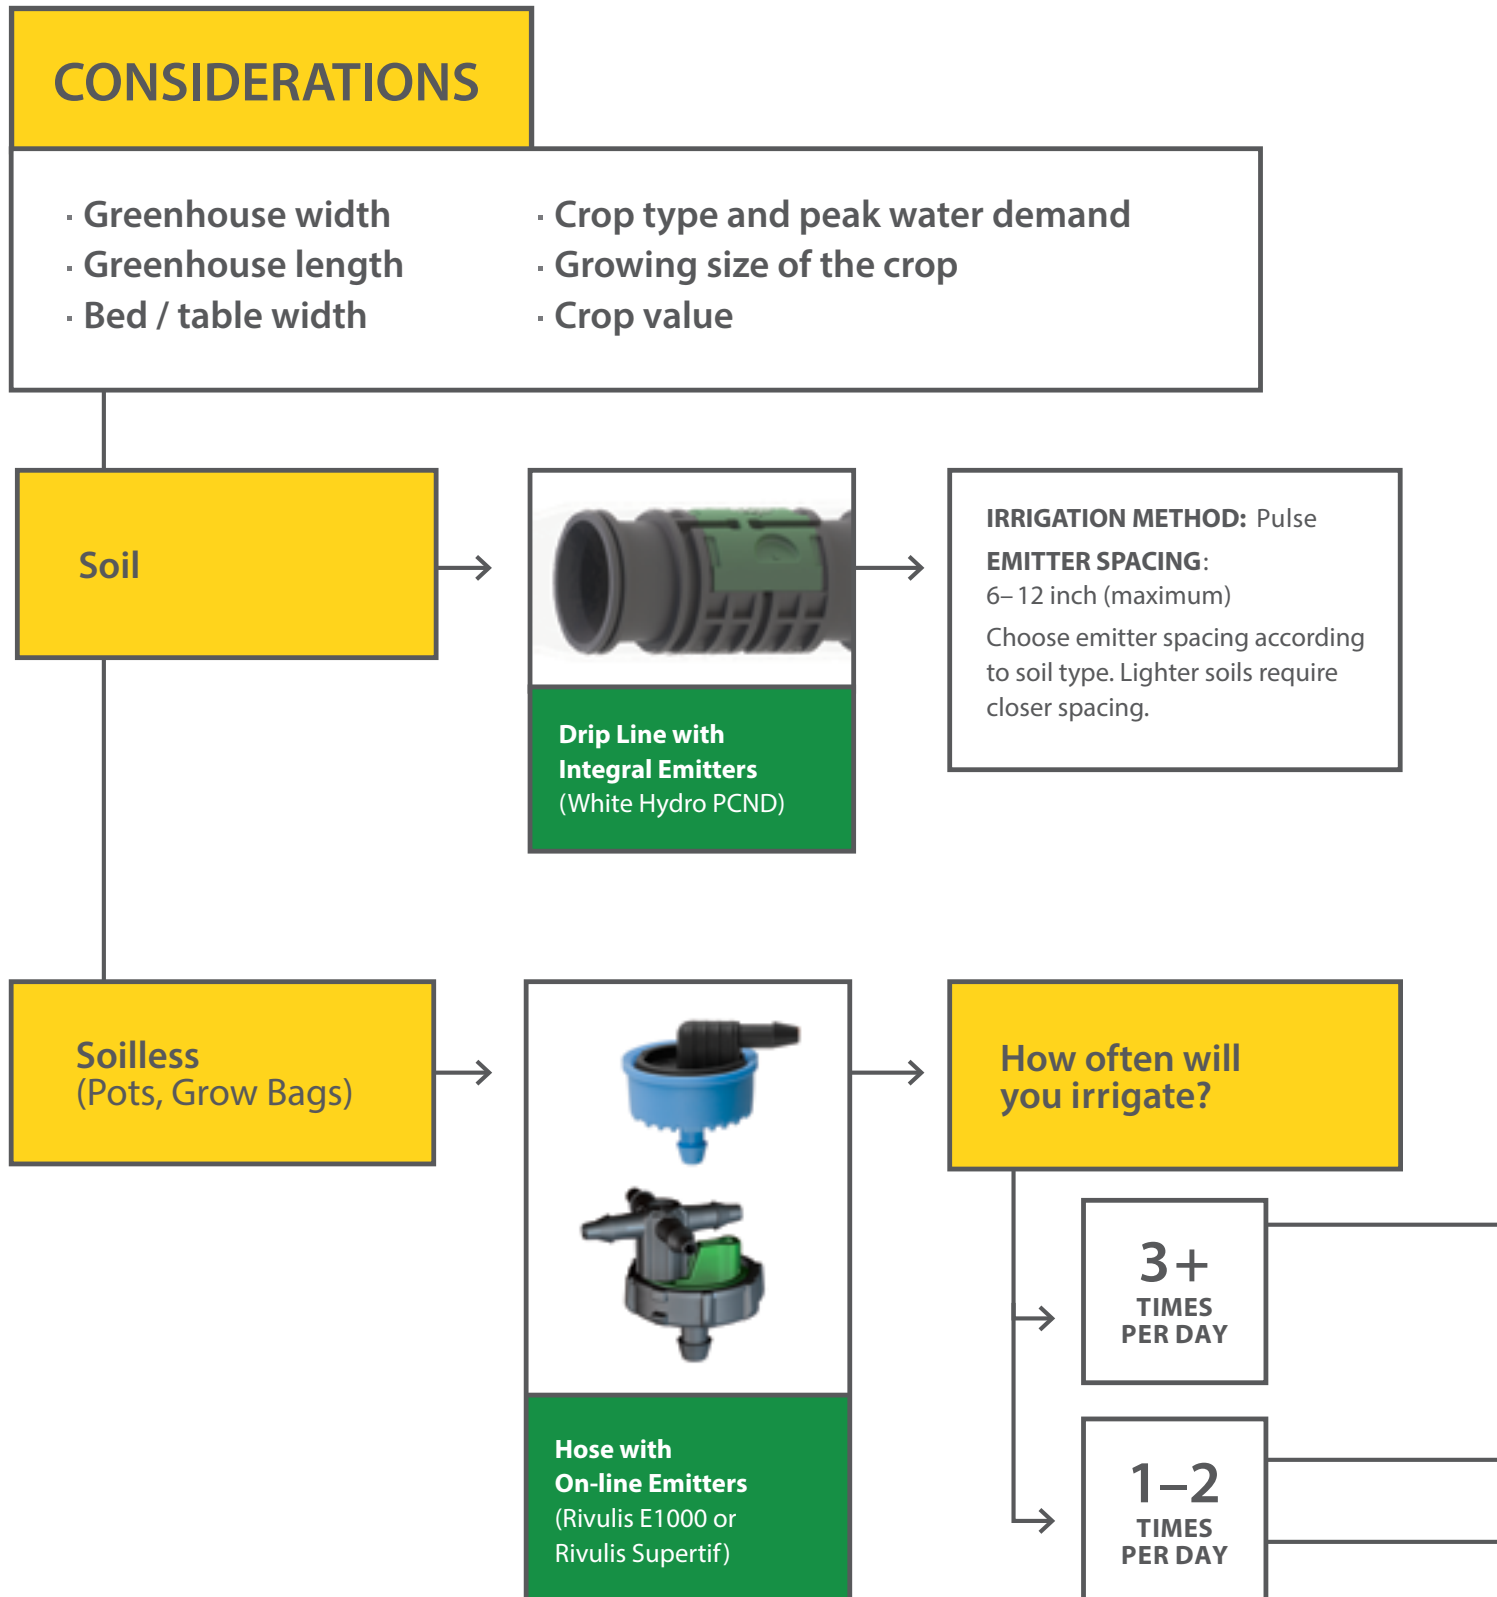 CONSIDERATIONS
· Greenhouse width
· Greenhouse length
· Bed / table width
· Crop type and peak water demand
· Growing size of the crop
· Crop value
Soil
Drip Line with
Integral Emitters
(White Hydro PCND)
IRRIGATION METHOD: Pulse
EMITTER SPACING:
6–12 inch (maximum)
Choose emitter spacing according
to soil type. Lighter soils require
closer spacing.
Soilless
(Pots, Grow Bags)
Hose with
On-line Emitters
(Rivulis E1000 or
Rivulis Supertif)
How often will
you irrigate?
3+
TIMES
PER DAY
1–2
TIMES
PER DAY